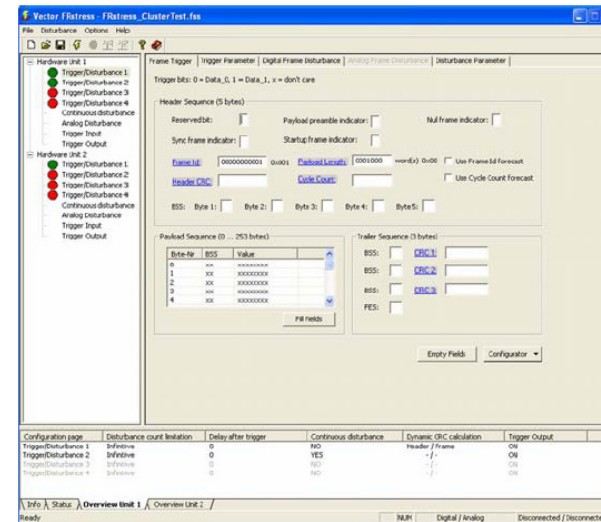 Vector FRstress - FRstress_ClusterTest.fss
File Disturbance Options Help
Hardware Unit 1
Trigger/Disturbance 1
Trigger/Disturbance 2
Trigger/Disturbance 3
Trigger/Disturbance 4
Continuous disturbance
Analog Disturbance
Trigger Input
Trigger Output
Hardware Unit 2
Trigger/Disturbance 1
Trigger/Disturbance 2
Trigger/Disturbance 3
Trigger/Disturbance 4
Continuous disturbance
Analog Disturbance
Trigger Input
Trigger Output
Frame Trigger Trigger Parameter Digital Frame Disturbance Analog Frame Disturbance Disturbance Parameter
Trigger bits: 0 = Data_0, 1 = Data_1, x = don't care
Header Sequence (5 bytes)
Reserved bit: Payload preamble indicator: Nul frame indicator:
Sync frame indicator: Startup frame indicator:
Frame Id: 00000000001 0x001 Payload Length: 0001000 word(s) 0x08 Use Frame Id forecast
Header CRC: Cycle Count: Use Cycle Count forecast
BSS: Byte 1: Byte 2: Byte 3: Byte 4: Byte 5:
Payload Sequence (0 ... 253 bytes)
Byte-Nr BSS Value
0 xx xxxxxxxx
1 xx xxxxxxxx
2 xx xxxxxxxx
3 xx xxxxxxxx
4 xx xxxxxxxx
Fill Fields
Trailer Sequence (3 bytes)
BSS: CRC 1:
BSS: CRC 2:
BSS: CRC 3:
FES:
Empty Fields Configurator
Configuration page Disturbance count limitation Delay after trigger Continuous disturbance Dynamic CRC calculation Trigger Output
Trigger/Disturbance 1 Infinitive 0 NO Header / Frame ON
Trigger/Disturbance 2 Infinitive 0 YES - / - ON
Trigger/Disturbance 3 Infinitive 0 NO - / - ON
Trigger/Disturbance 4 Infinitive 0 NO - / - ON
Info Status Overview Unit 1 Overview Unit 2
Ready NUM Digital / Analog Disconnected / Disconnecte